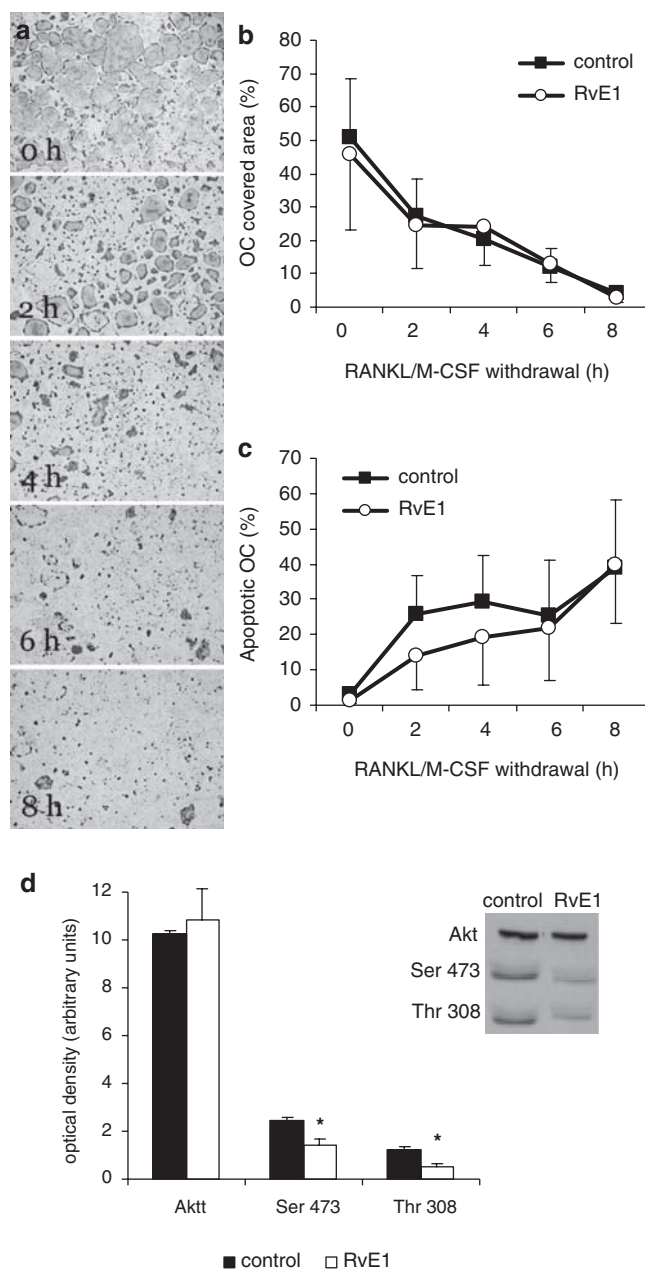 a
0 h
2 h
4 h
6 h
8 h
b
80
70
60
50
40
30
20
10
0
OC covered area (%)
control
RvE1
0 2 4 6 8
RANKL/M-CSF withdrawal (h)
c
70
60
50
40
30
20
10
0
Apoptotic OC (%)
control
RvE1
0 2 4 6 8
RANKL/M-CSF withdrawal (h)
d
12
10
8
6
4
2
0
optical density (arbitrary units)
* *
Aktt Ser 473 Thr 308
control RvE1
control RvE1
Akt
Ser 473
Thr 308